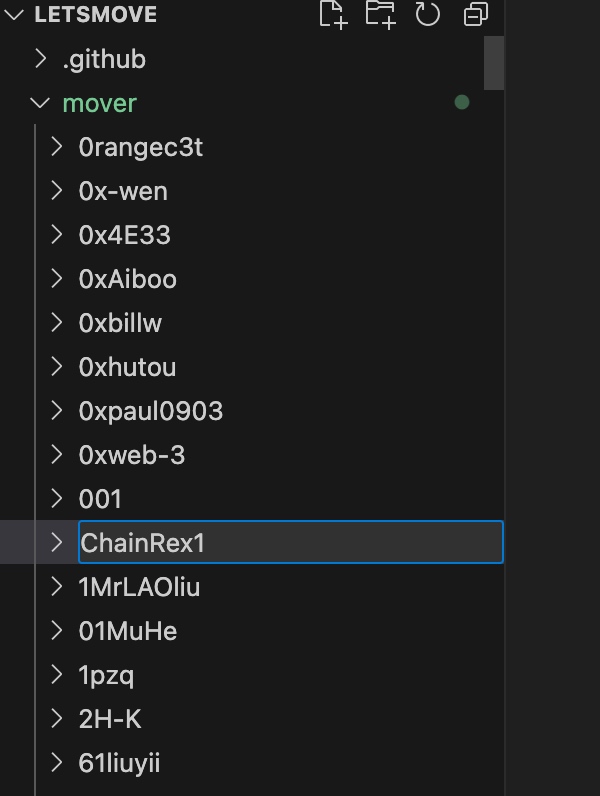 LETSMOVE
.github
mover
0rangec3t
0x-wen
0x4E33
0xAiboo
0xbillw
0xhutou
0xpaul0903
0xweb-3
001
ChainRex1
1MrLAOliu
01MuHe
1pzq
2H-K
61liuyii